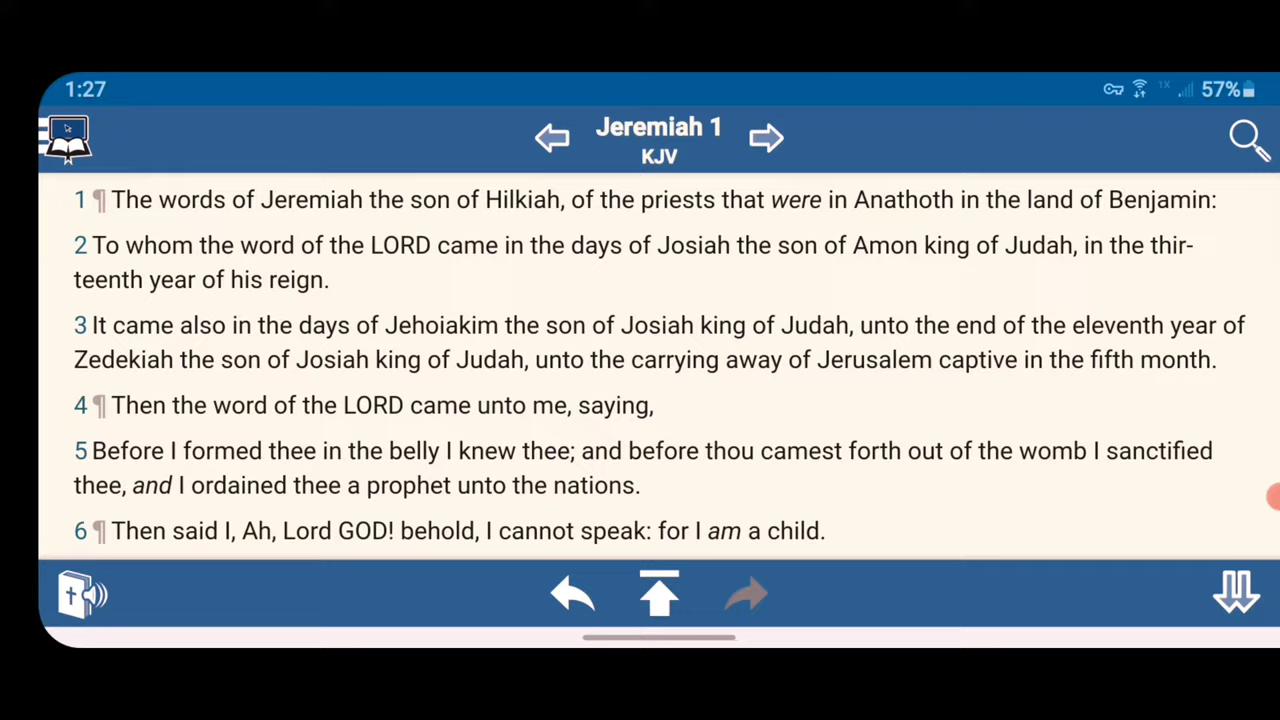 1:27
1X
57%
Jeremiah 1
KJV
1 ¶ The words of Jeremiah the son of Hilkiah, of the priests that were in Anathoth in the land of Benjamin:
2 To whom the word of the LORD came in the days of Josiah the son of Amon king of Judah, in the thir-
teenth year of his reign.
3 It came also in the days of Jehoiakim the son of Josiah king of Judah, unto the end of the eleventh year of
Zedekiah the son of Josiah king of Judah, unto the carrying away of Jerusalem captive in the fifth month.
4 ¶ Then the word of the LORD came unto me, saying,
5 Before I formed thee in the belly I knew thee; and before thou camest forth out of the womb I sanctified
thee, and I ordained thee a prophet unto the nations.
6 ¶ Then said I, Ah, Lord GOD! behold, I cannot speak: for I am a child.